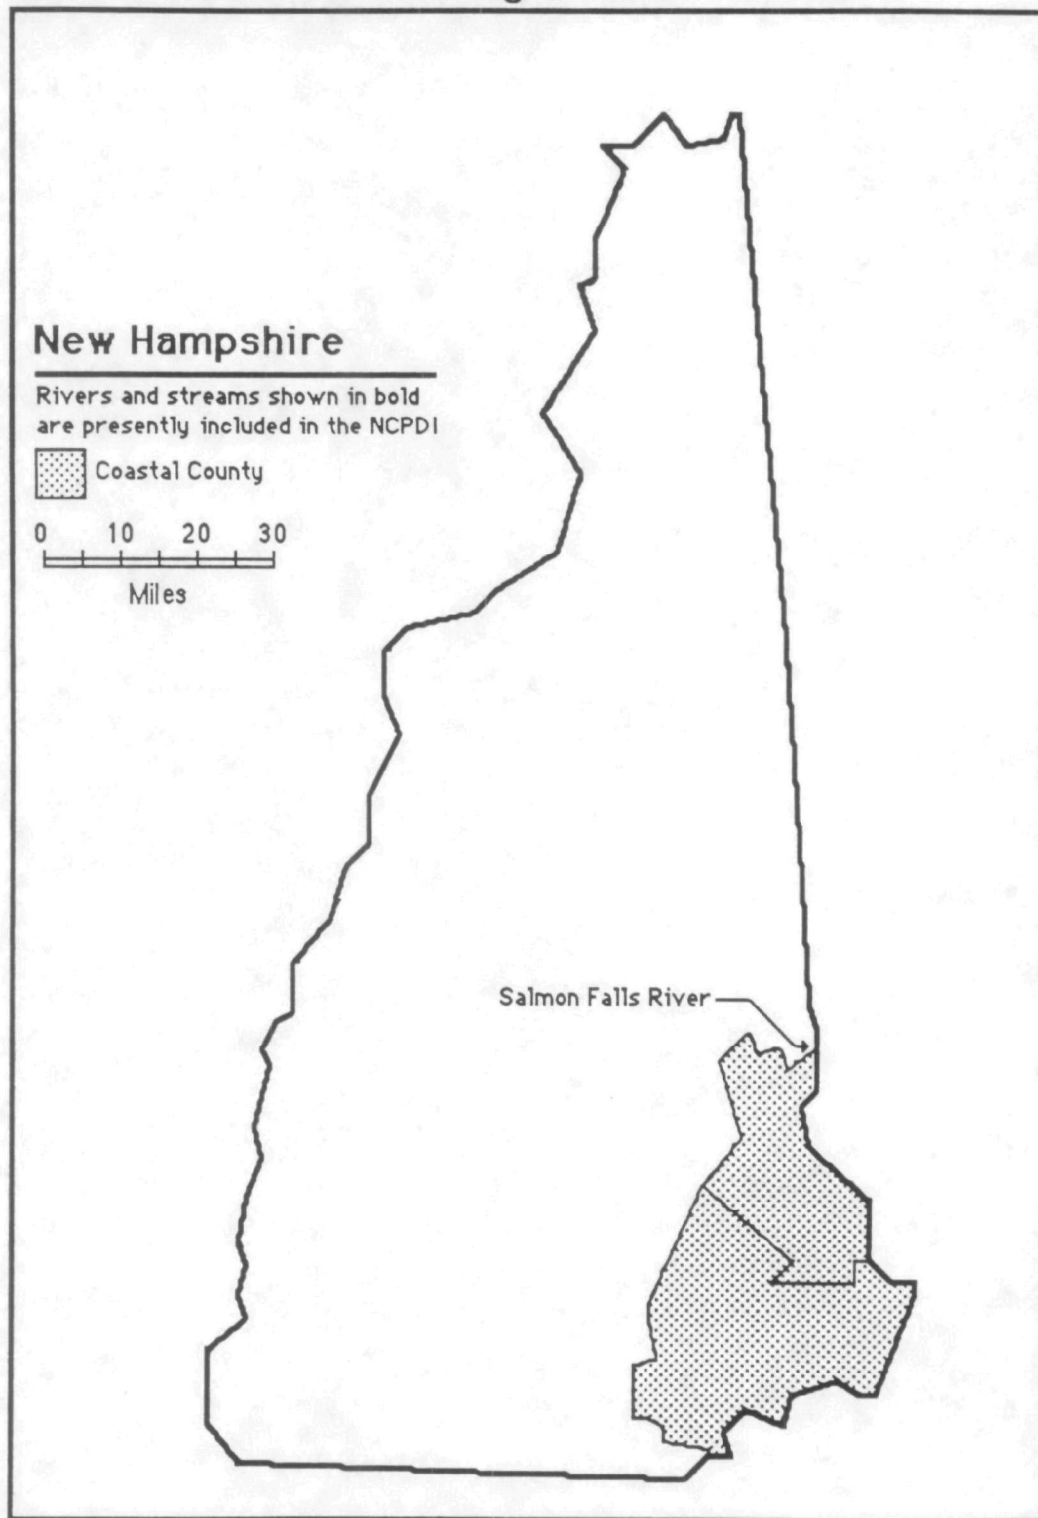 New Hampshire
Rivers and streams shown in bold
are presently included in the NCPDI
Coastal County
0 10 20 30
Miles
Salmon Falls River